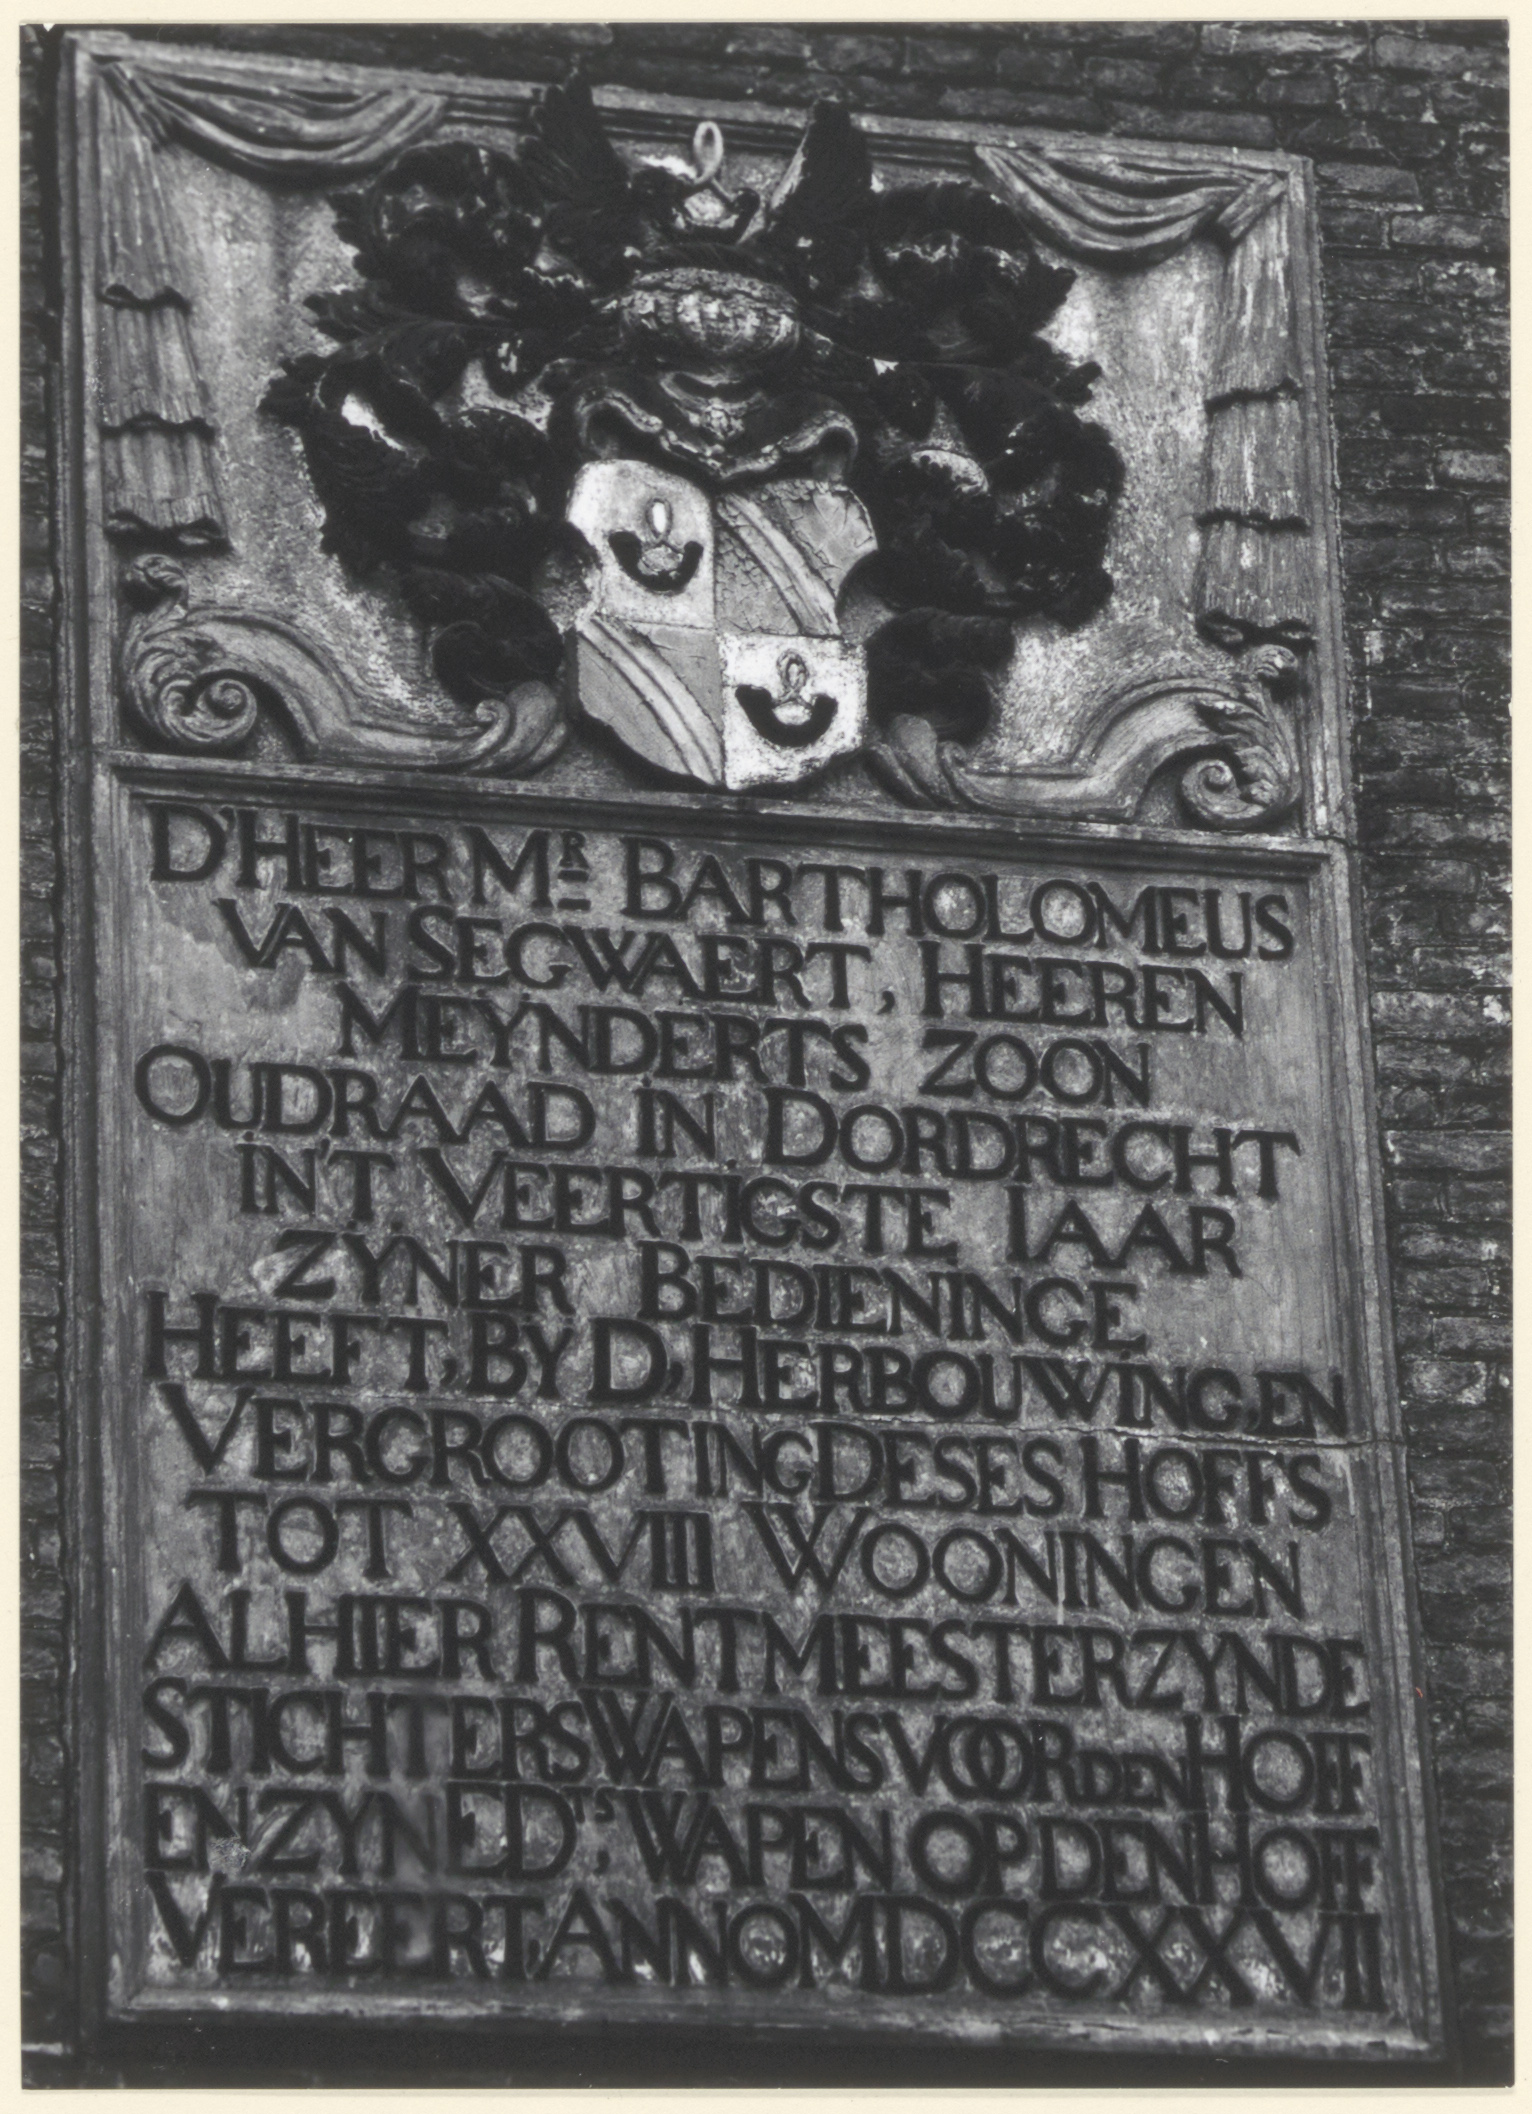 D'HEER MR BARTHOLOMEUS
VAN SEGWAERT, HEEREN
MEYNDERTS ZOON
OUDRAAD IN DORDRECHT
IN'T VEERTIGSTE IAAR
ZYNER BEDIENINGE
HEEFT, BY D, HERBOUWING, EN
VERGROOTING DESES HOFFS
TOT XXVIII WOONINGEN
ALHIER RENTMEESTER ZYNDE
STICHTERS WAPENS VOOR DEN HOFF
EN ZYN ED.TS WAPEN OP DEN HOFF
VEREERT, ANNO MDCCXXVII